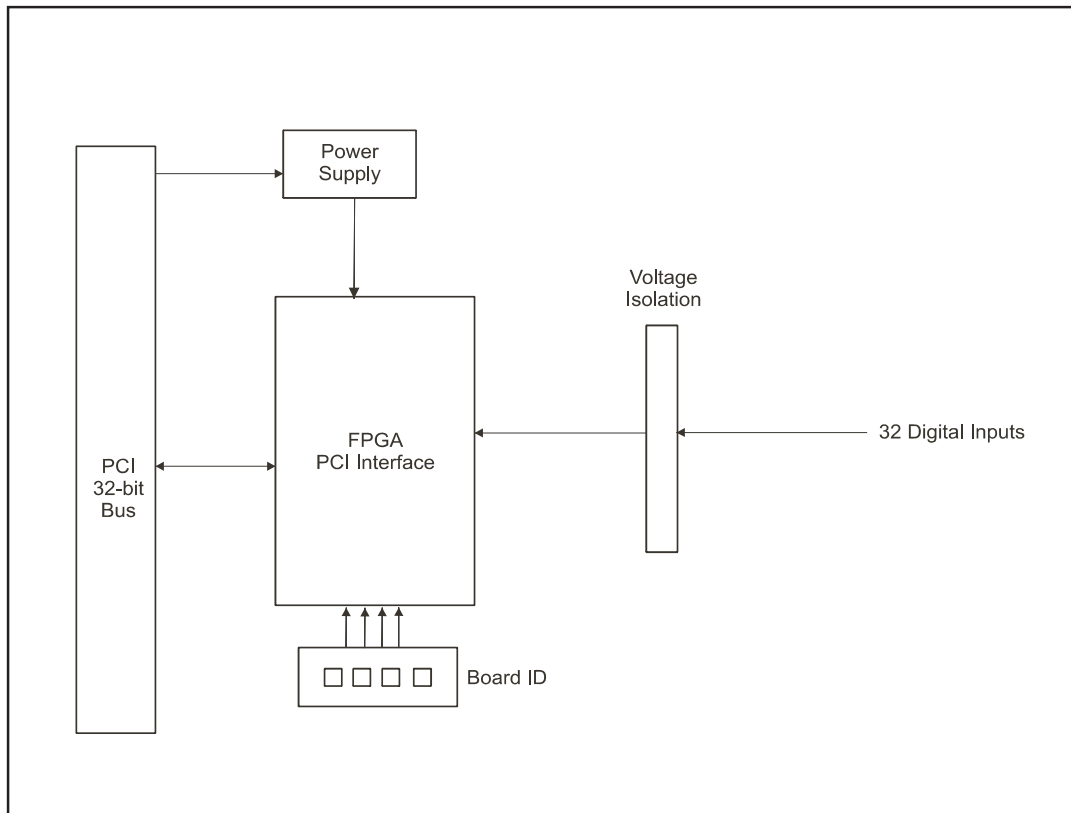 Power
Supply
Voltage
Isolation
FPGA
PCI Interface
32 Digital Inputs
PCI
32-bit
Bus
Board ID